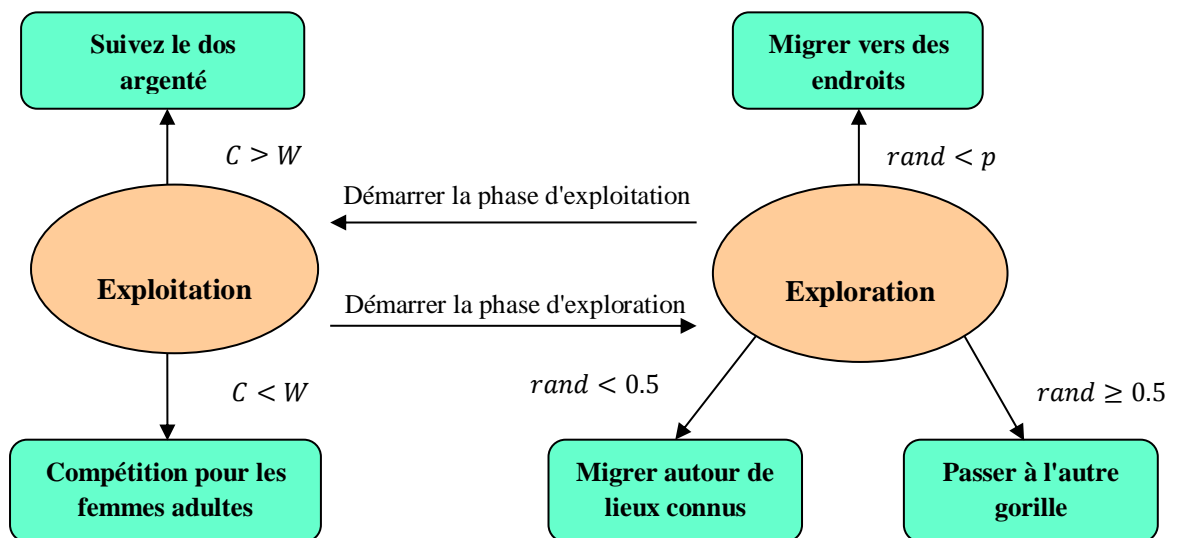 Suivez le dos
argenté
Migrer vers des
endroits
C > W
rand < p
Démarrer la phase d'exploitation
Exploitation
Exploration
Démarrer la phase d'exploration
C < W
rand < 0.5
rand ≥ 0.5
Compétition pour les
femmes adultes
Migrer autour de
lieux connus
Passer à l'autre
gorille